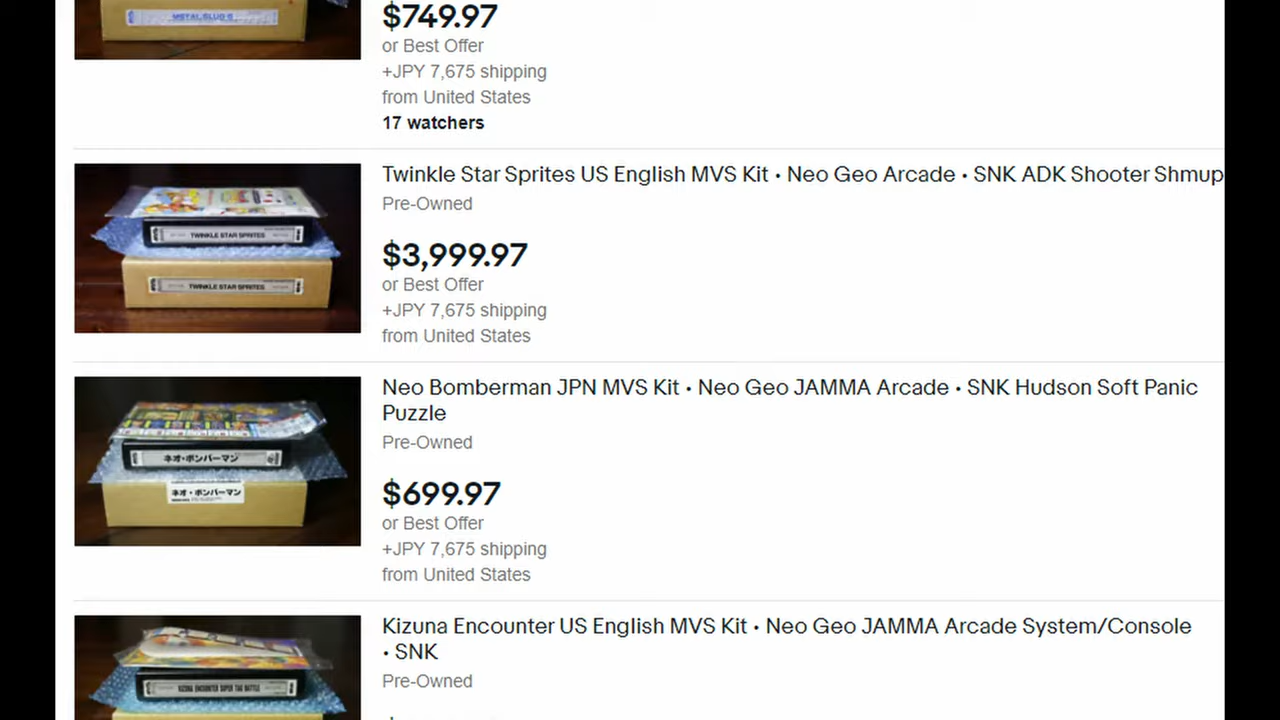 METAL SLUG 5
$749.97
or Best Offer
+JPY 7,675 shipping
from United States
17 watchers
Twinkle Star Sprites US English MVS Kit • Neo Geo Arcade • SNK ADK Shooter Shmup
Pre-Owned
TWINKLE STAR SPRITES
TWINKLE STAR SPRITES
$3,999.97
or Best Offer
+JPY 7,675 shipping
from United States
Neo Bomberman JPN MVS Kit • Neo Geo JAMMA Arcade • SNK Hudson Soft Panic
Puzzle
Pre-Owned
ネオ・ボンバーマン
ネオ・ボンバーマン
$699.97
or Best Offer
+JPY 7,675 shipping
from United States
Kizuna Encounter US English MVS Kit • Neo Geo JAMMA Arcade System/Console
• SNK
Pre-Owned
KIZUNA ENCOUNTER SUPER TAG BATTLE